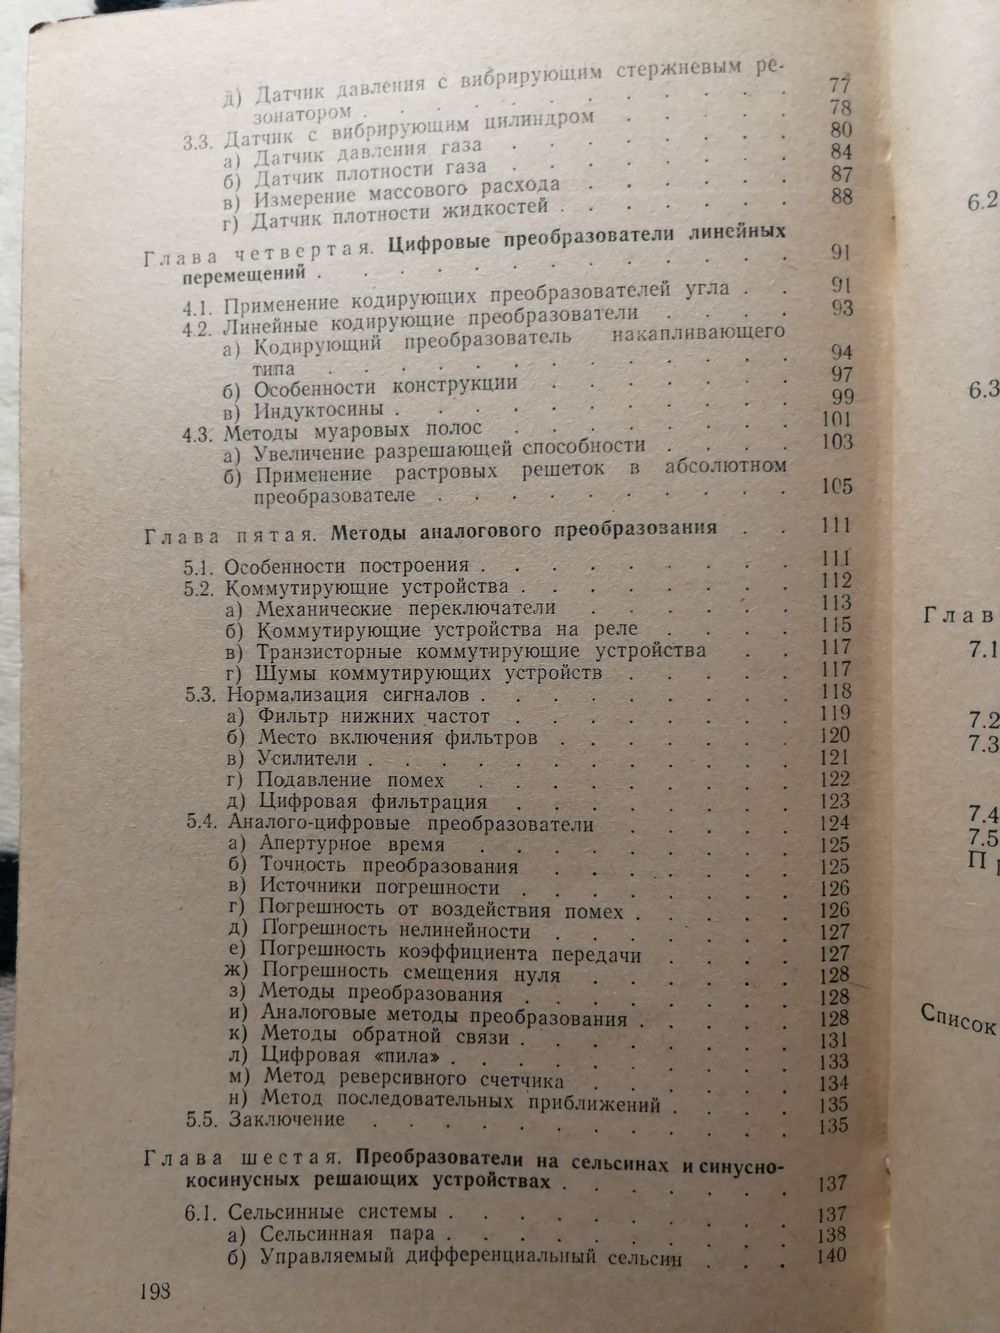 д) Датчик давления с вибрирующим стержневым ре-
зонатором . . . . . . . . . . 77
3.3. Датчик с вибрирующим цилиндром . . . . 78
а) Датчик давления газа . . . . . . . 80
б) Датчик плотности газа . . . . . . . 84
в) Измерение массового расхода . . . . . 87
г) Датчик плотности жидкостей . . . . . . 88
Глава четвертая. Цифровые преобразователи линейных
перемещений . . . . . . . . . . . 91
4.1. Применение кодирующих преобразователей угла . . 91
4.2. Линейные кодирующие преобразователи . . . . 93
а) Кодирующий преобразователь накапливающего
типа . . . . . . . . . . . 94
б) Особенности конструкции . . . . . . 97
в) Индуктосины . . . . . . . . . . 99
4.3. Методы муаровых полос . . . . . . . 101
а) Увеличение разрешающей способности . . . . 103
б) Применение растровых решеток в абсолютном
преобразователе . . . . . . . . . 105
Глава пятая. Методы аналогового преобразования . . 111
5.1. Особенности построения . . . . . . . . 111
5.2. Коммутирующие устройства . . . . . . . 112
а) Механические переключатели . . . . . 113
б) Коммутирующие устройства на реле . . . . 115
в) Транзисторные коммутирующие устройства . . 117
г) Шумы коммутирующих устройств . . . . . 117
5.3. Нормализация сигналов . . . . . . . . 118
а) Фильтр нижних частот . . . . . . . 119
б) Место включения фильтров . . . . . . 120
в) Усилители . . . . . . . . . . . 121
г) Подавление помех . . . . . . . . 122
д) Цифровая фильтрация . . . . . . . 123
5.4. Аналого-цифровые преобразователи . . . . 124
а) Апертурное время . . . . . . . . 125
б) Точность преобразования . . . . . . 125
в) Источники погрешности . . . . . . . 126
г) Погрешность от воздействия помех . . . . 126
д) Погрешность нелинейности . . . . . . 127
е) Погрешность коэффициента передачи . . . . 127
ж) Погрешность смещения нуля . . . . . 128
з) Методы преобразования . . . . . . . 128
и) Аналоговые методы преобразования . . . . 128
к) Методы обратной связи . . . . . . . 131
л) Цифровая «пила» . . . . . . . . . 133
м) Метод реверсивного счетчика . . . . . 134
н) Метод последовательных приближений . . . . 135
5.5. Заключение . . . . . . . . . . . 135
Глава шестая. Преобразователи на сельсинах и синусно-
косинусных решающих устройствах . . . . . . 137
6.1. Сельсинные системы . . . . . . . . . 137
а) Сельсинная пара . . . . . . . . . 138
б) Управляемый дифференциальный сельсин . . . 140
198
6.2
6.3
Глав
7.1
7.2
7.3
7.4
7.5
Список